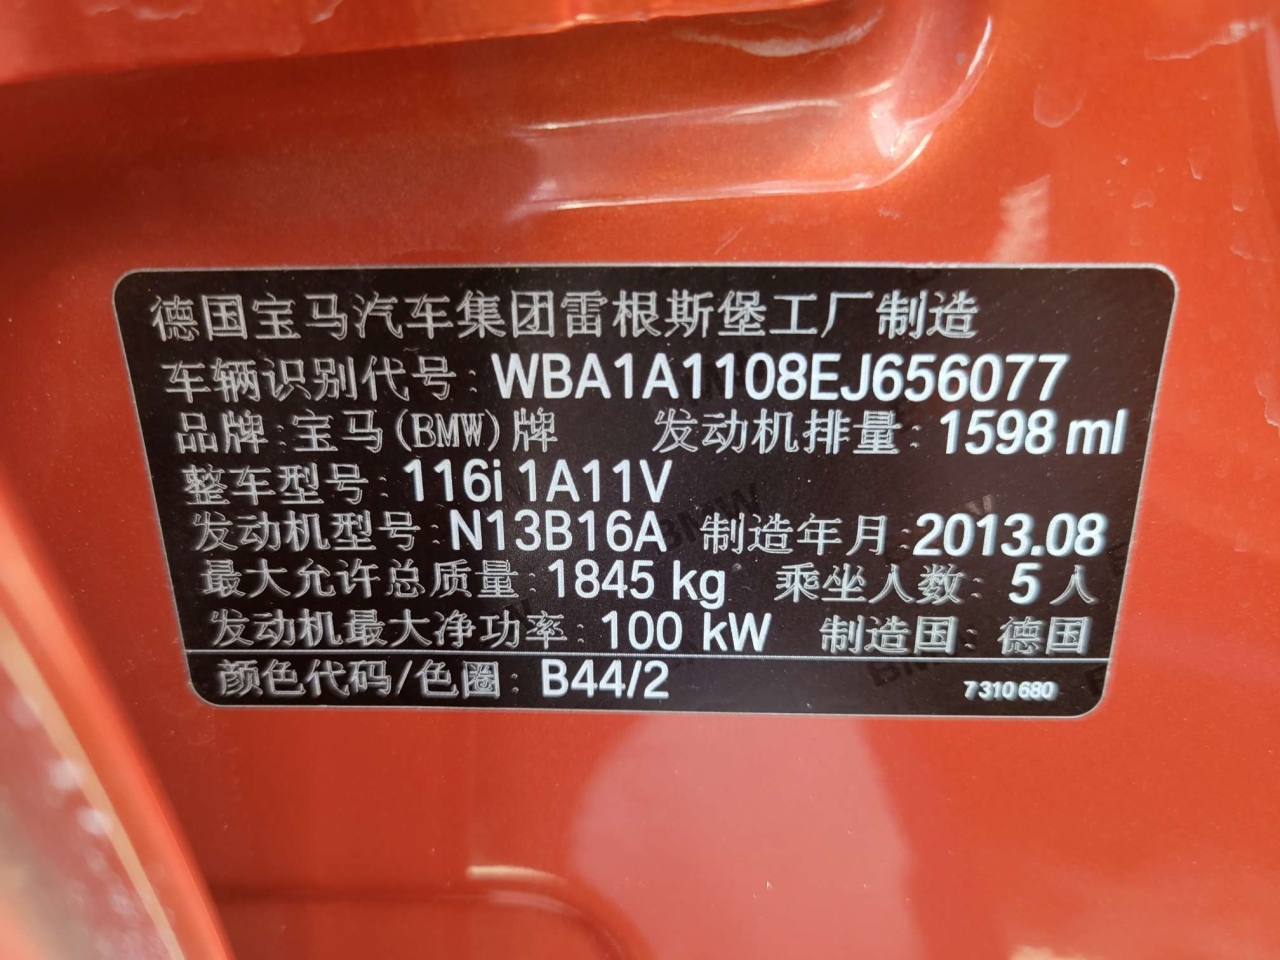 德国宝马汽车集团雷根斯堡工厂制造
车辆识别代号: WBA1A1108EJ656077
品牌: 宝马(BMW)牌 发动机排量: 1598 ml
整车型号: 116i 1A11V
发动机型号: N13B16A 制造年月: 2013.08
最大允许总质量: 1845 kg 乘坐人数: 5 人
发动机最大净功率: 100 kW 制造国: 德国
颜色代码/色圈: B44/2
7 310 680